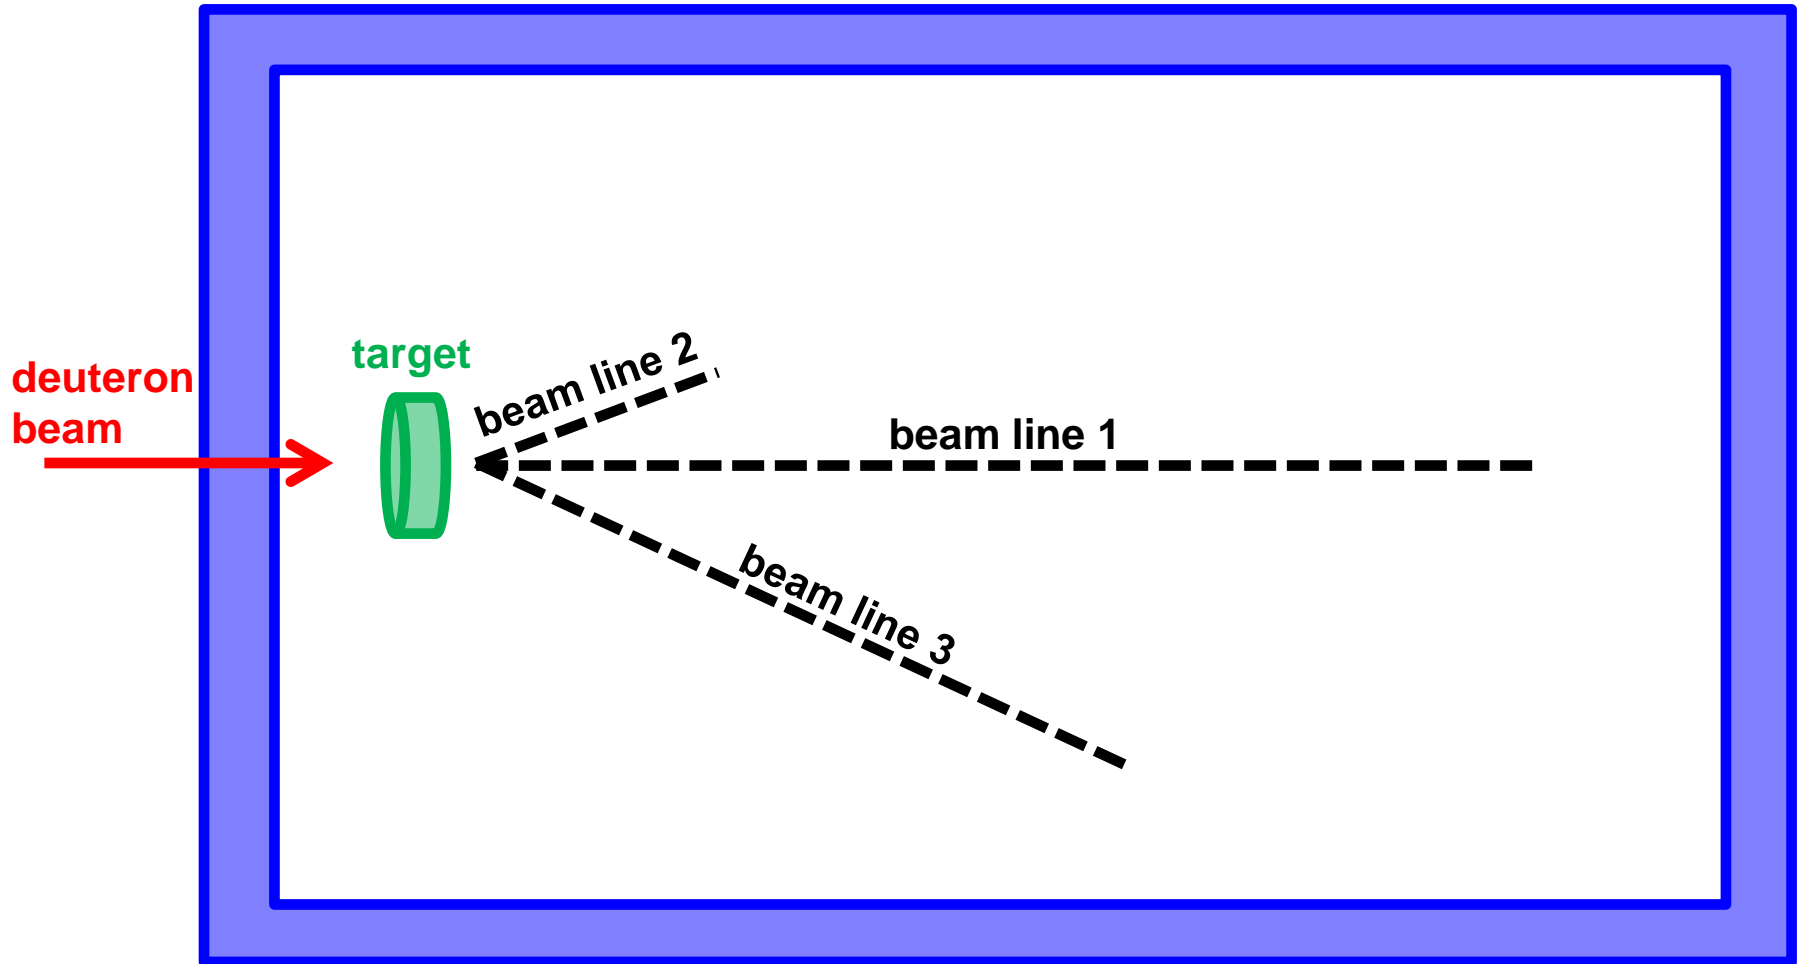 deuteron
beam
target
beam line 2
beam line 1
beam line 3